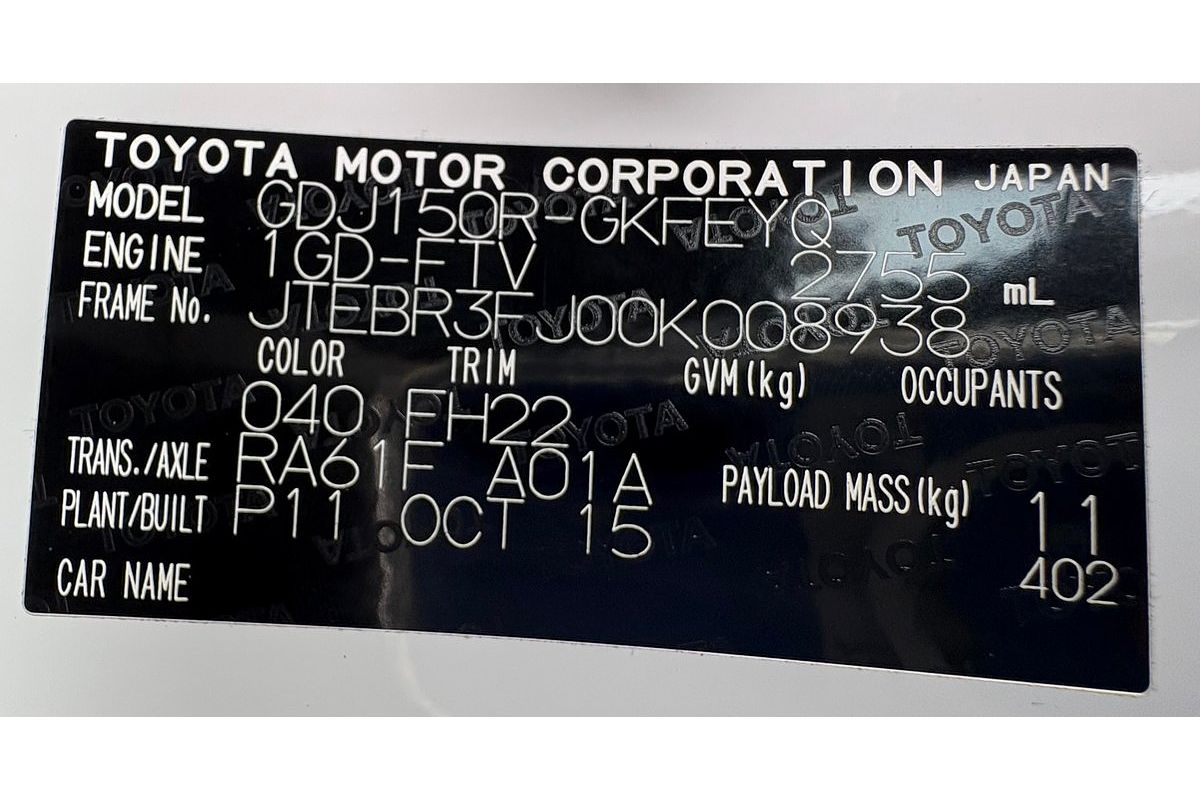 TOYOTA MOTOR CORPORATION JAPAN
MODEL GDJ150R-GKFEYQ
ENGINE 1GD-FTV 2755 mL
FRAME No. JTEBR3FJ00K008938
COLOR TRIM GVM(kg) OCCUPANTS
040 FH22
TRANS./AXLE RA61F A01A PAYLOAD MASS(kg)
PLANT/BUILT P11 OCT 15 11
CAR NAME 402